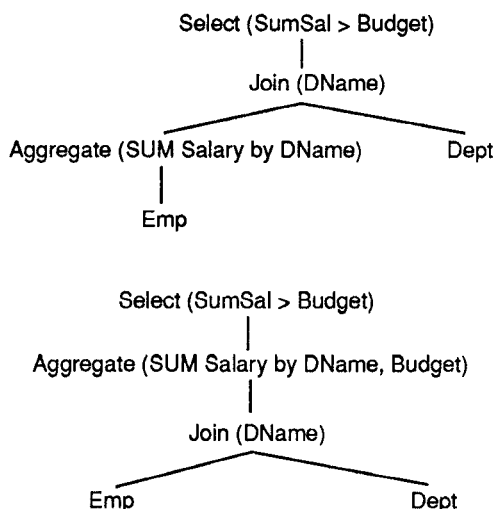 Select (SumSal > Budget)
Join (DName)
Aggregate (SUM Salary by DName) Dept
Emp
Select (SumSal > Budget)
Aggregate (SUM Salary by DName, Budget)
Join (DName)
Emp Dept